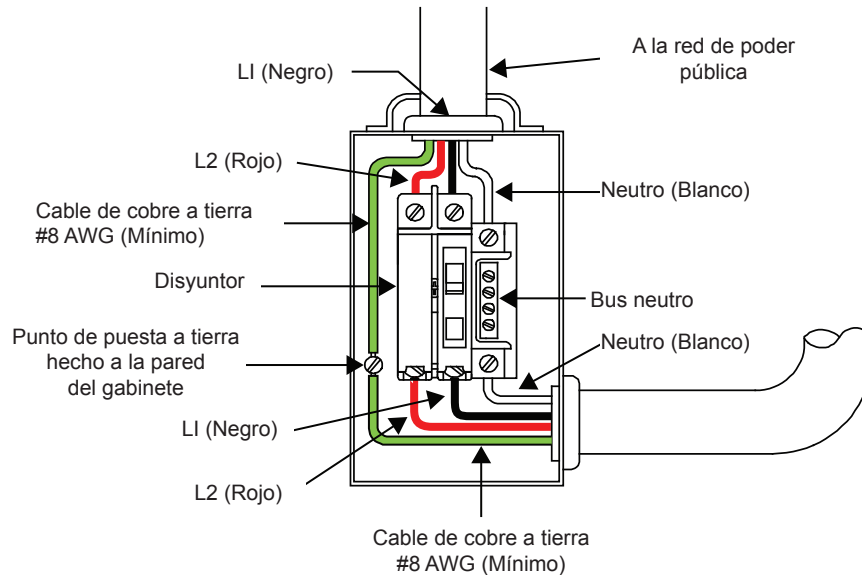 A la red de poder
pública
LI (Negro)
L2 (Rojo)
Neutro (Blanco)
Cable de cobre a tierra
#8 AWG (Mínimo)
Disyuntor
Bus neutro
Punto de puesta a tierra
hecho a la pared
del gabinete
Neutro (Blanco)
LI (Negro)
L2 (Rojo)
Cable de cobre a tierra
#8 AWG (Mínimo)